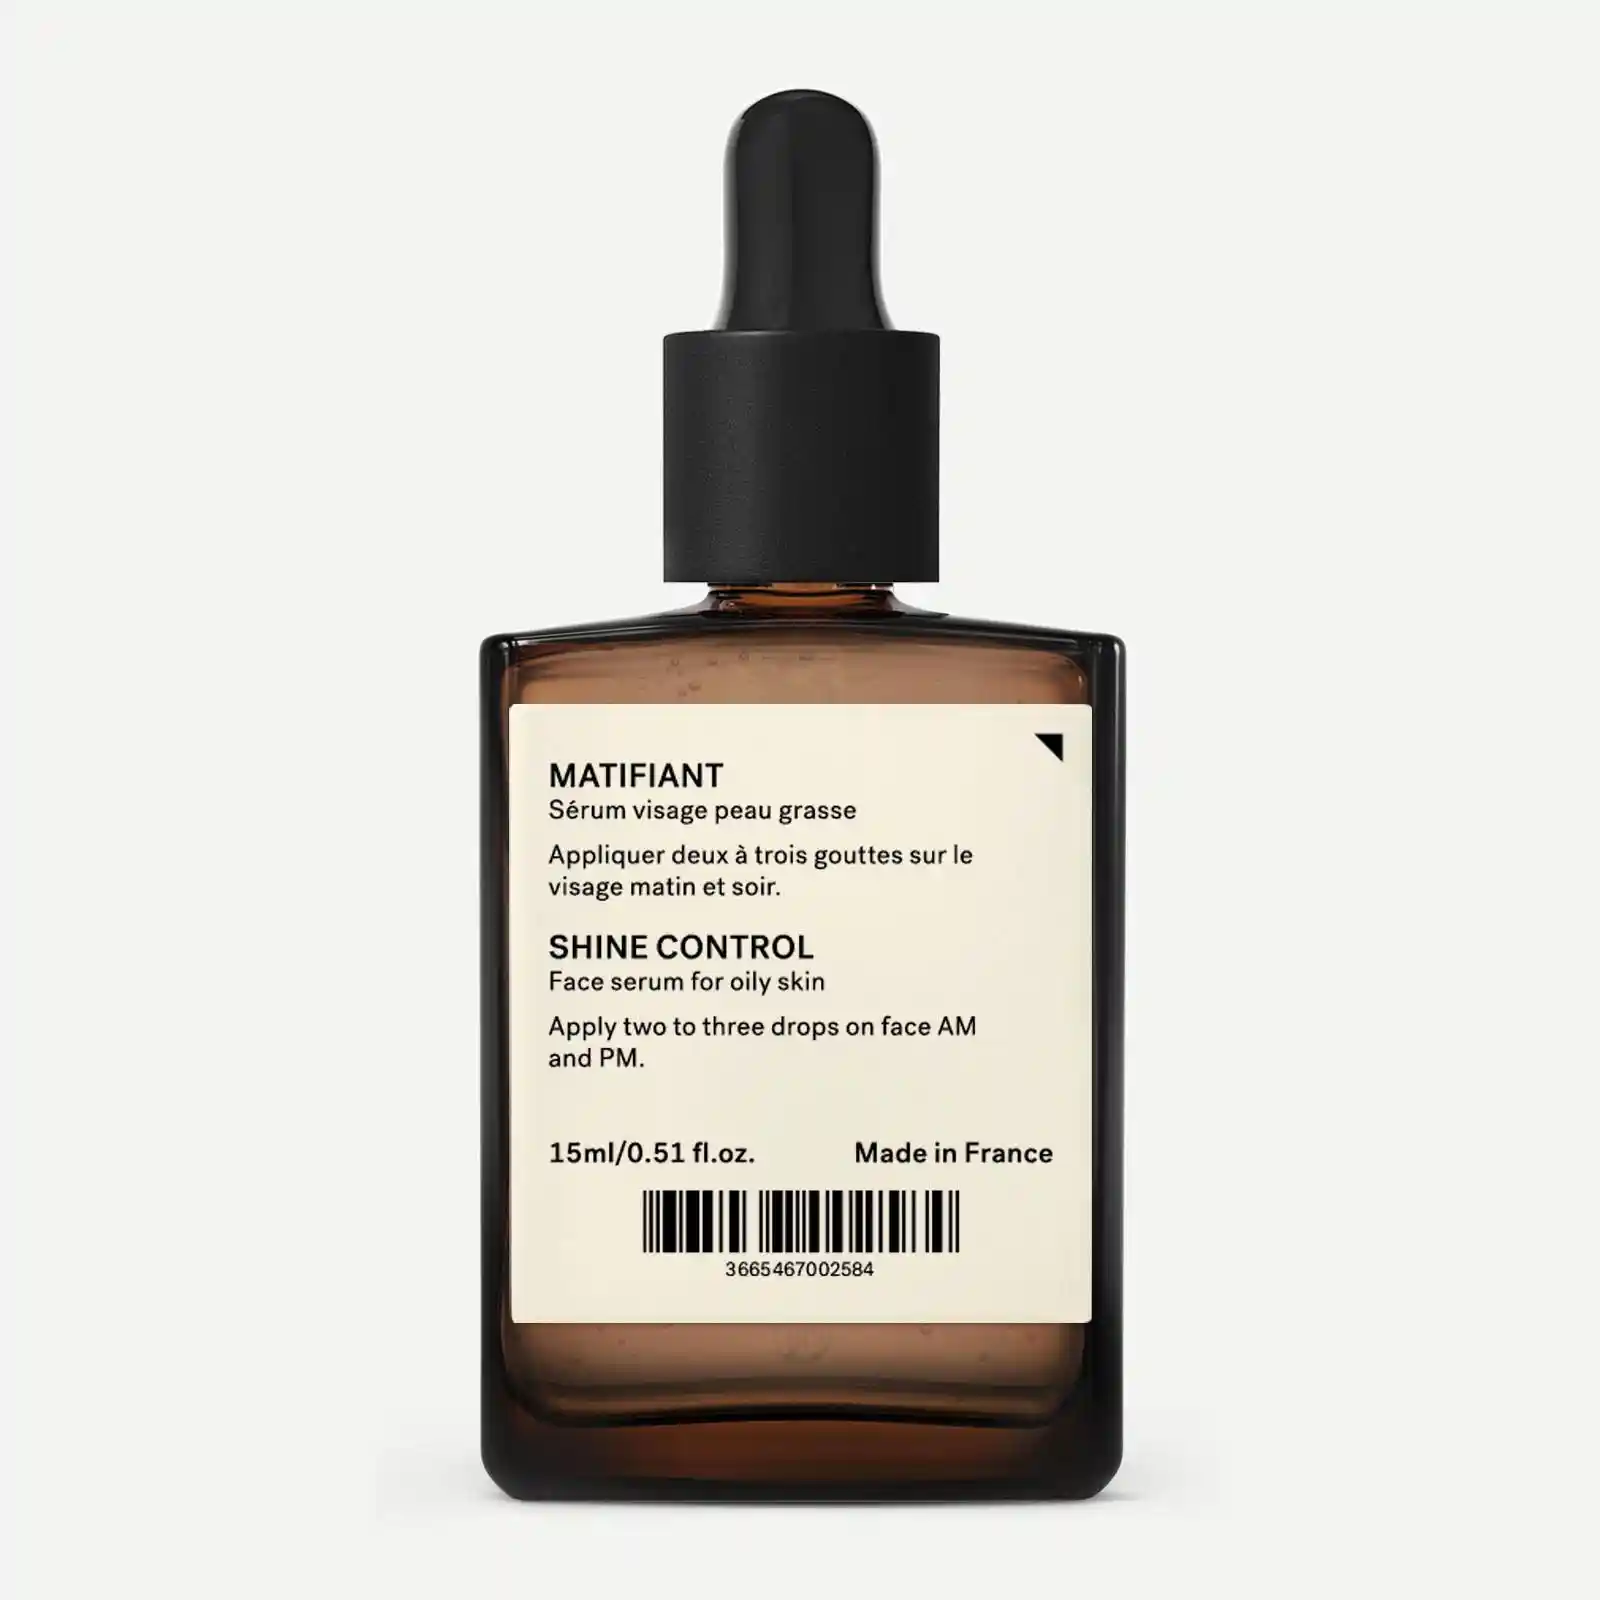 MATIFIANT
Sérum visage peau grasse
Appliquer deux à trois gouttes sur le
visage matin et soir.
SHINE CONTROL
Face serum for oily skin
Apply two to three drops on face AM
and PM.
15ml/0.51 fl.oz.
Made in France
3665467002584